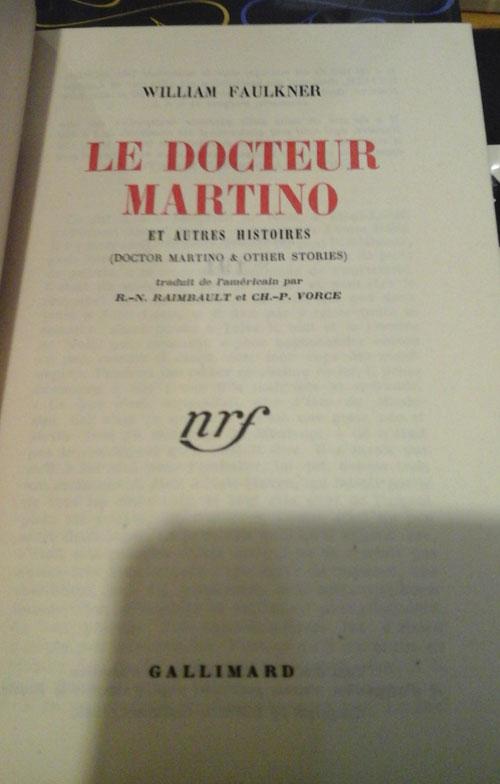 WILLIAM FAULKNER
LE DOCTEUR
MARTINO
ET AUTRES HISTOIRES
(DOCTOR MARTINO & OTHER STORIES)
traduit de l'américain par
R.-N. RAIMBAULT et CH.-P. VORCE
nrf
GALLIMARD